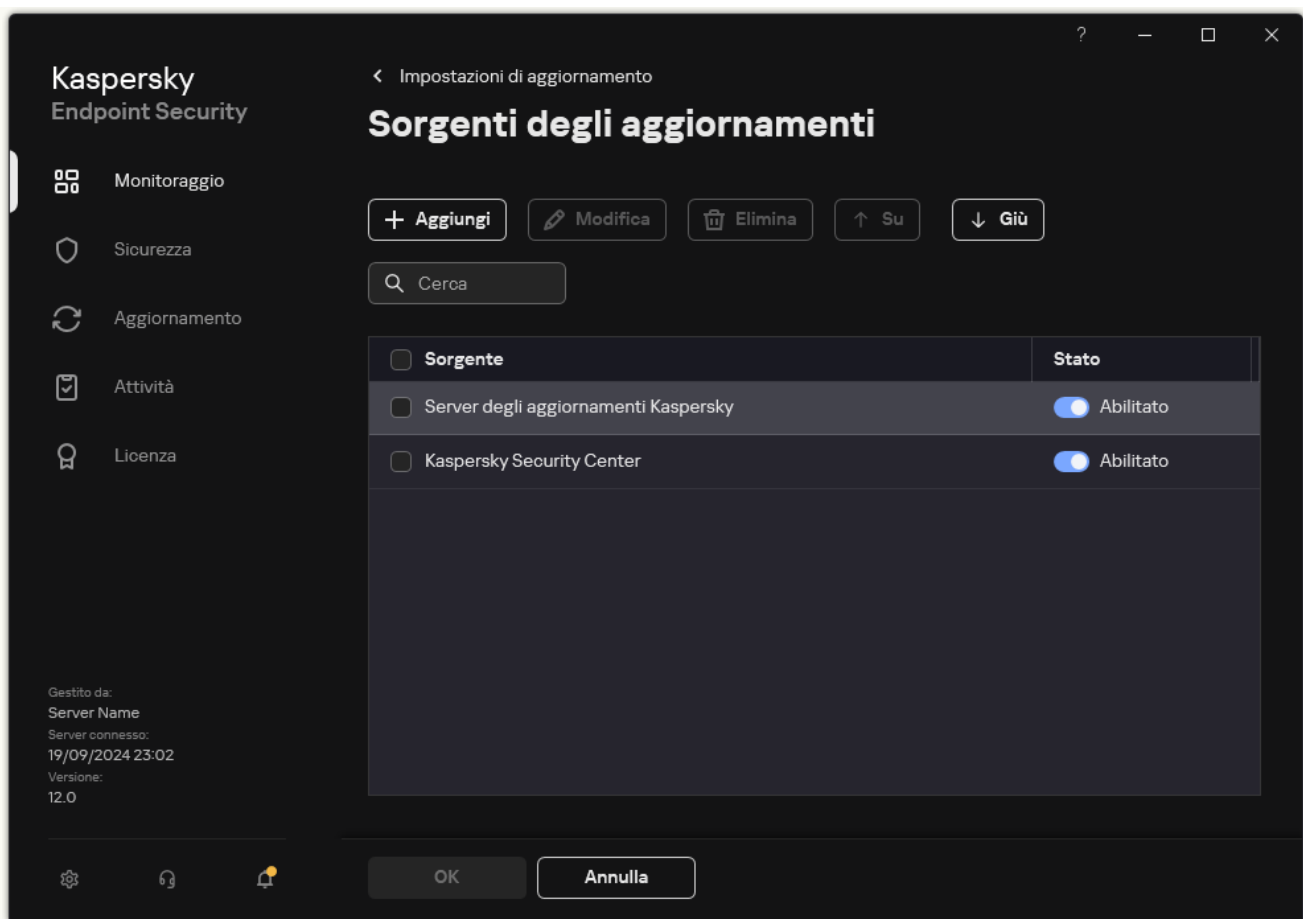 ?
Kaspersky
Endpoint Security
Monitoraggio
Sicurezza
Aggiornamento
Attività
Licenza
Gestito da:
Server Name
Server connesso:
19/09/2024 23:02
Versione:
12.0
Impostazioni di aggiornamento
Sorgenti degli aggiornamenti
Aggiungi Modifica Elimina Su Giù
Cerca
Sorgente Stato
Server degli aggiornamenti Kaspersky Abilitato
Kaspersky Security Center Abilitato
OK Annulla